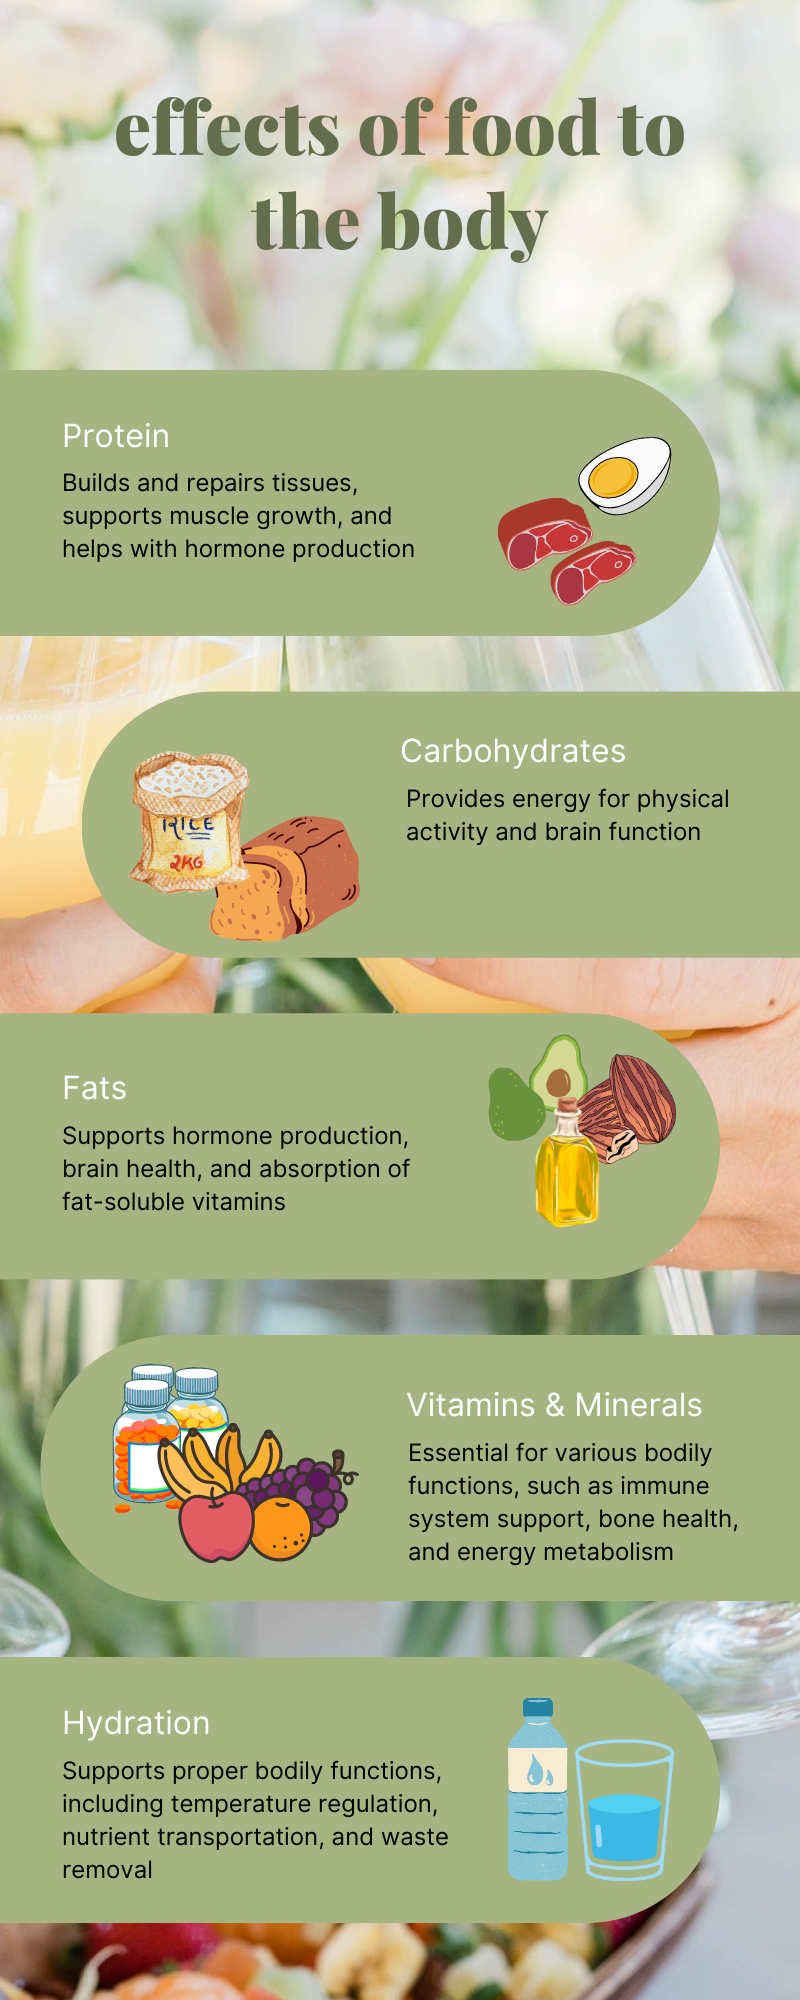 effects of food to
the body
Protein
Builds and repairs tissues,
supports muscle growth, and
helps with hormone production
Carbohydrates
Provides energy for physical
activity and brain function
RICE
2KG
Fats
Supports hormone production,
brain health, and absorption of
fat-soluble vitamins
Vitamins & Minerals
Essential for various bodily
functions, such as immune
system support, bone health,
and energy metabolism
Hydration
Supports proper bodily functions,
including temperature regulation,
nutrient transportation, and waste
removal